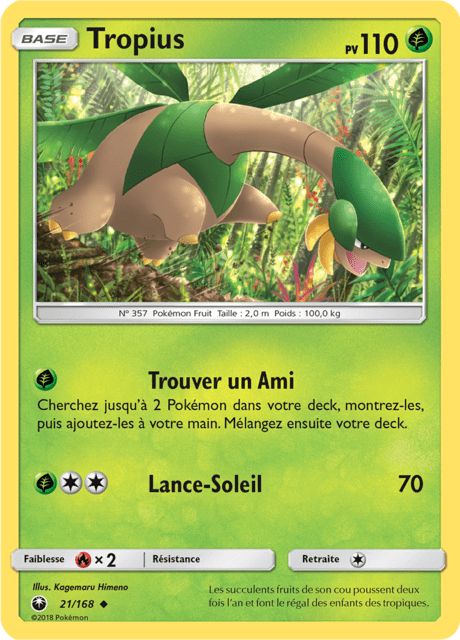 BASE Tropius PV 110
N° 357 Pokémon Fruit Taille : 2,0 m Poids : 100,0 kg
Trouver un Ami
Cherchez jusqu'à 2 Pokémon dans votre deck, montrez-les,
puis ajoutez-les à votre main. Mélangez ensuite votre deck.
Lance-Soleil 70
Faiblesse × 2 Résistance Retraite :
Illus. Kagemaru Himeno
21/168
©2018 Pokémon
Les succulents fruits de son cou poussent deux
fois l'an et font le régal des enfants des tropiques.